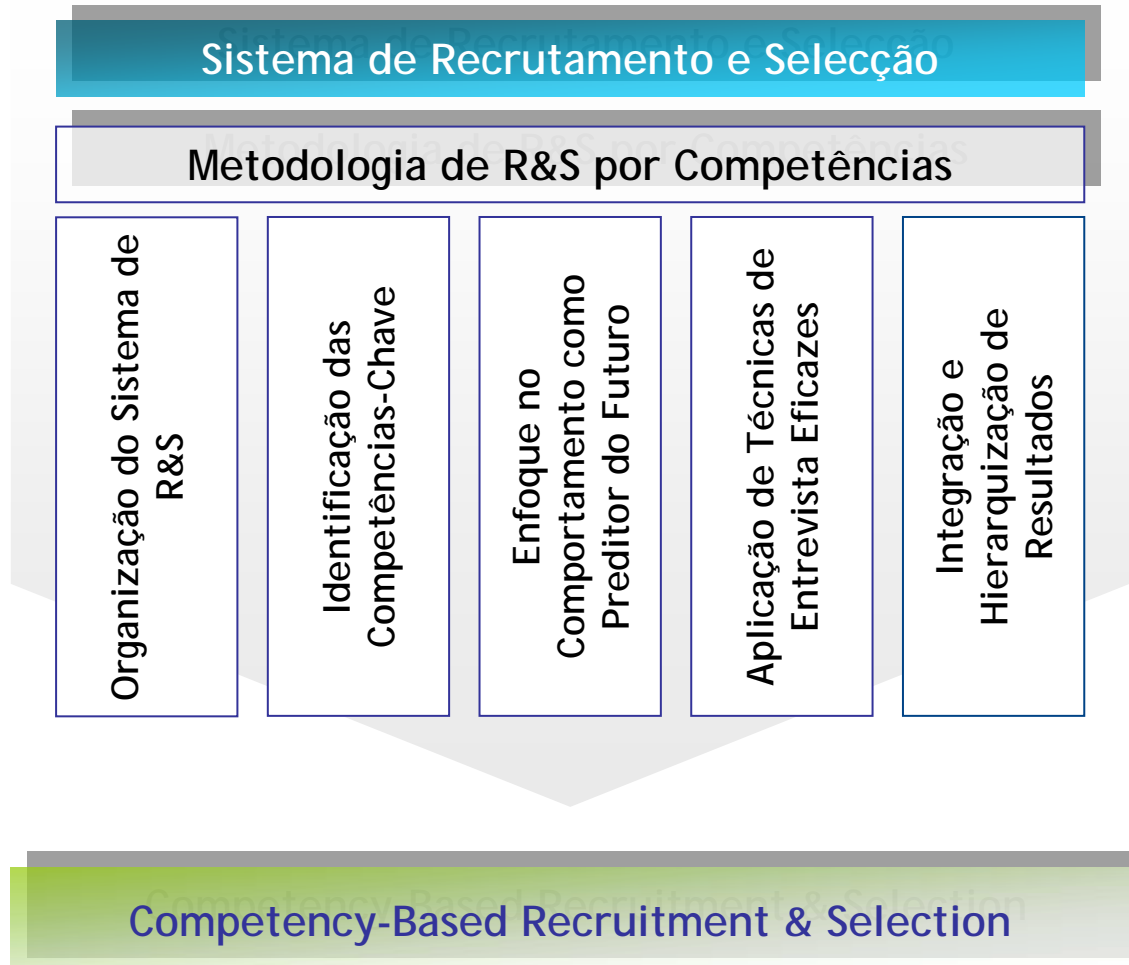 Sistema de Recrutamento e Selecção
Metodologia de R&S por Competências
Organização do Sistema de
R&S
Identificação das
Competências-Chave
Enfoque no
Comportamento como
Preditor do Futuro
Aplicação de Técnicas de
Entrevista Eficazes
Integração e
Hierarquização de
Resultados
Competency-Based Recruitment & Selection